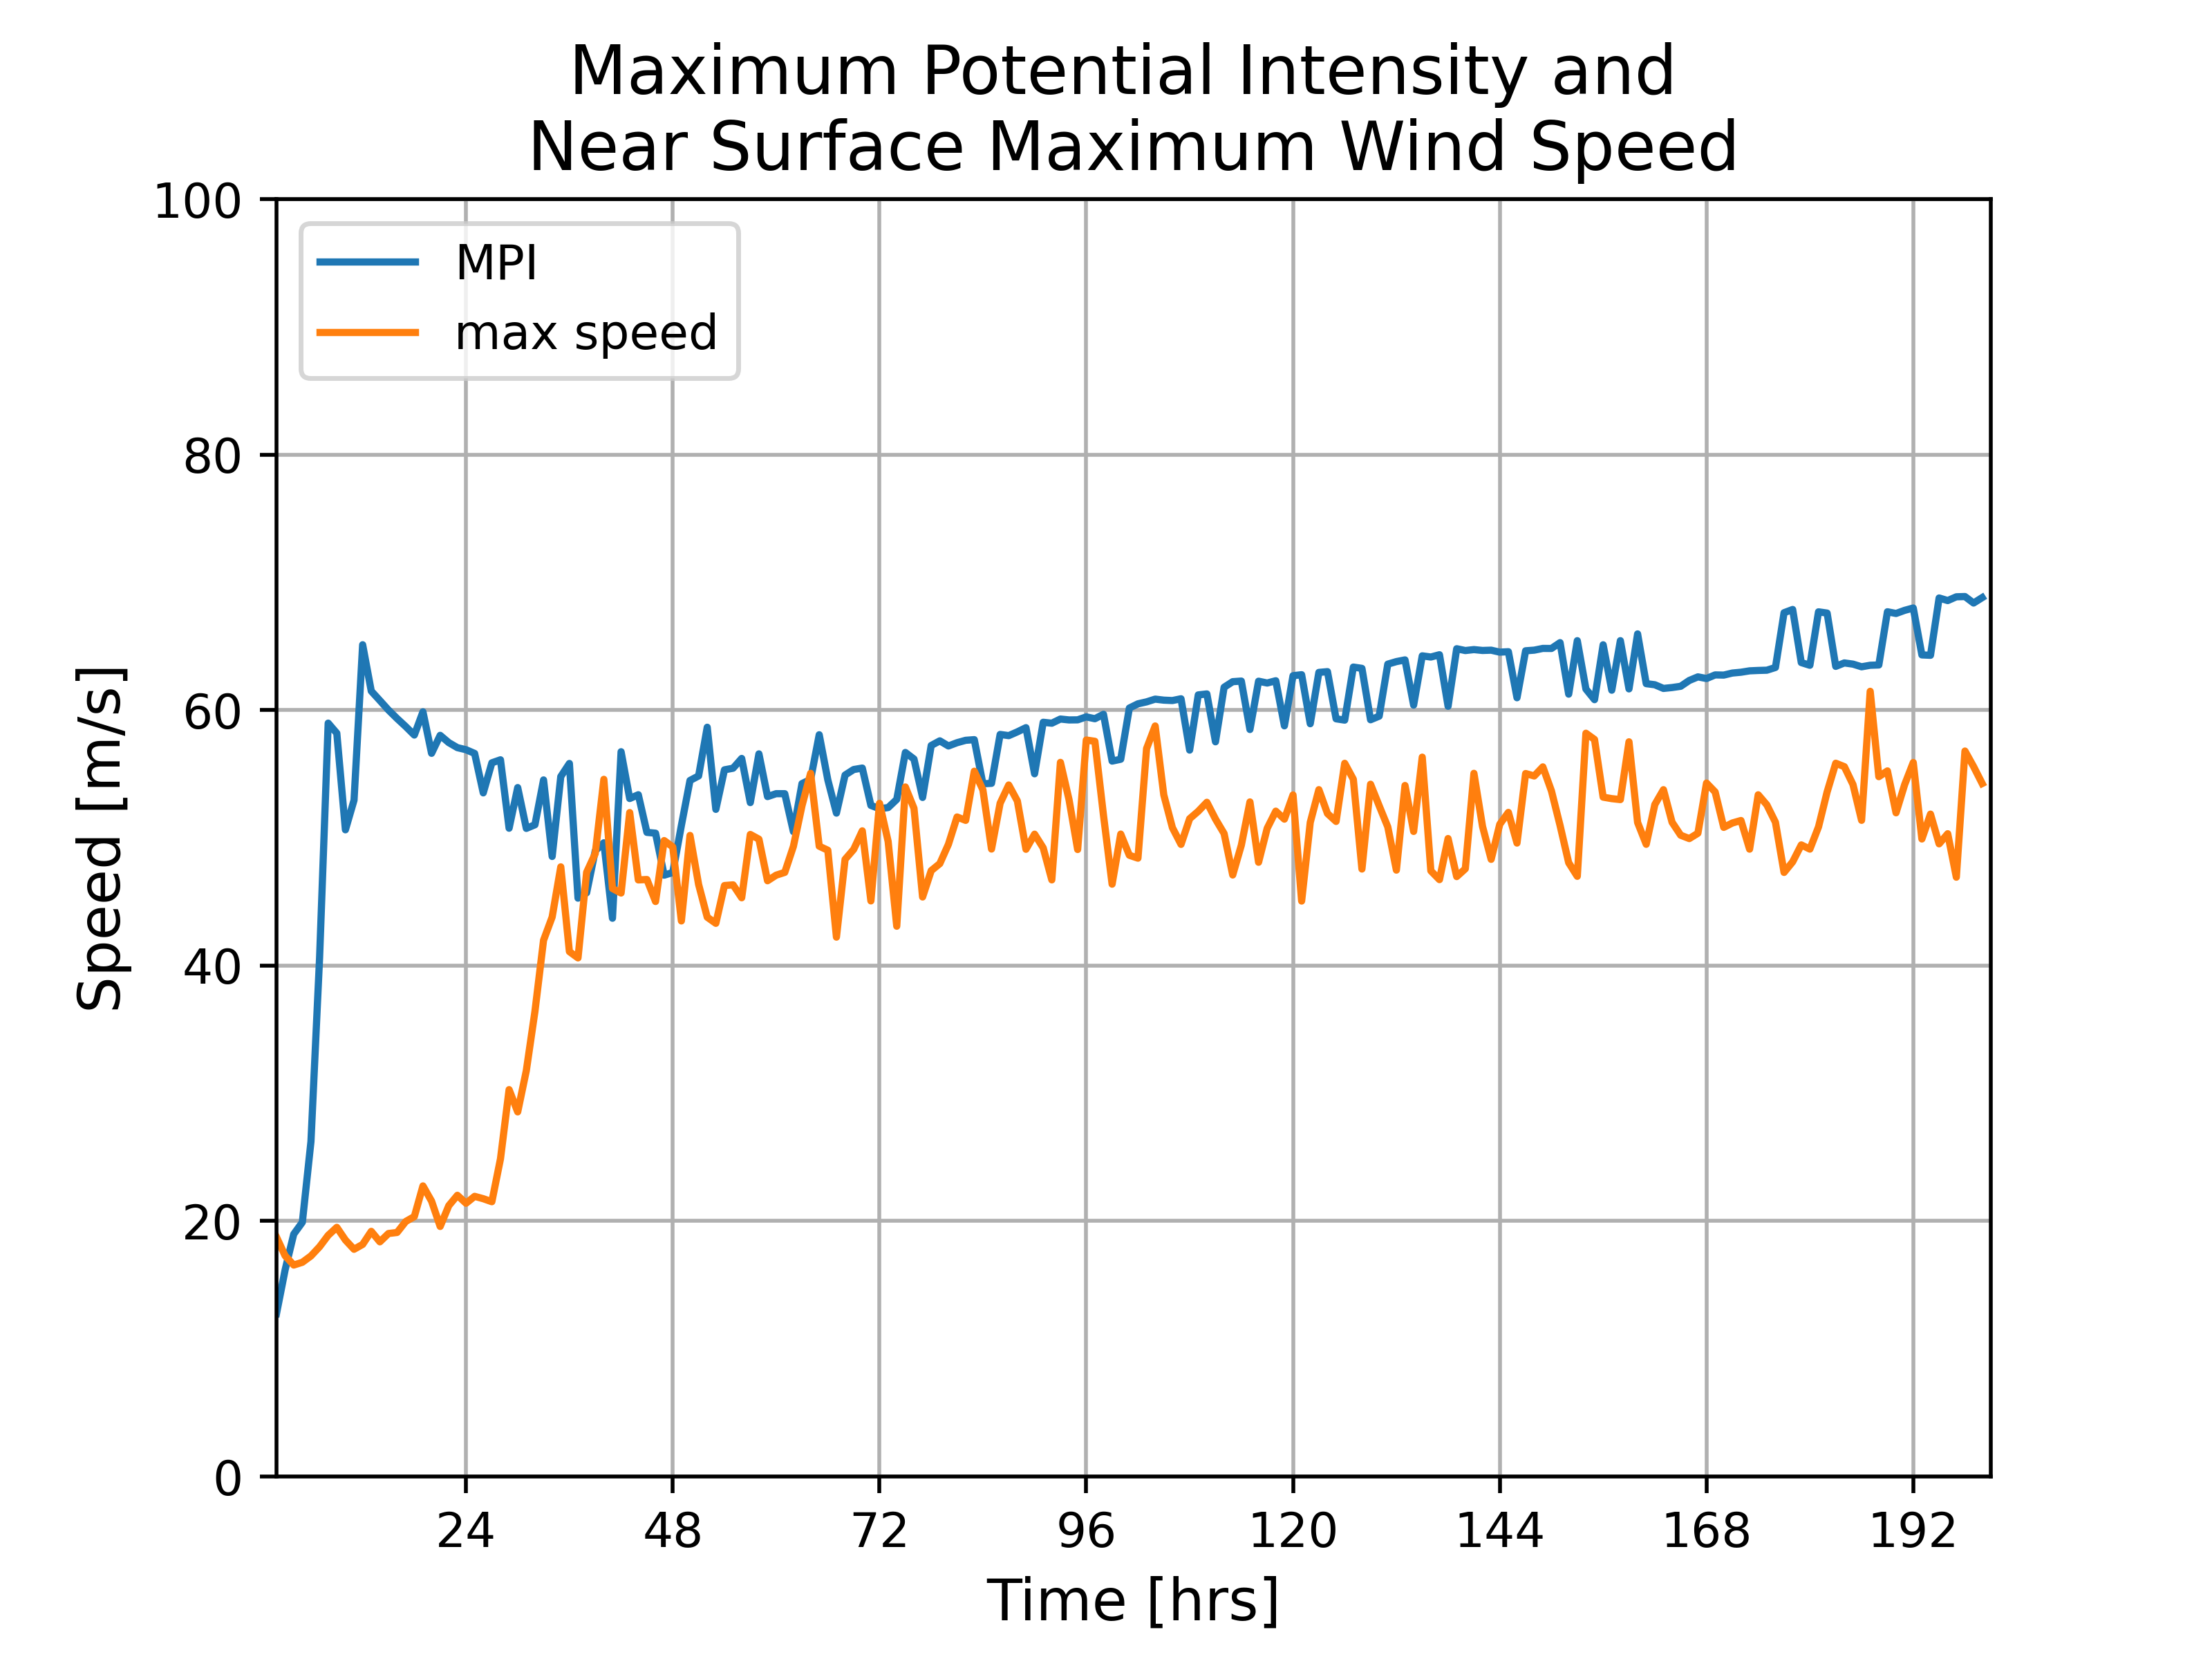 Maximum Potential Intensity and
Near Surface Maximum Wind Speed
MPI
max speed
Speed [m/s]
100
80
60
40
20
0
24 48 72 96 120 144 168 192
Time [hrs]